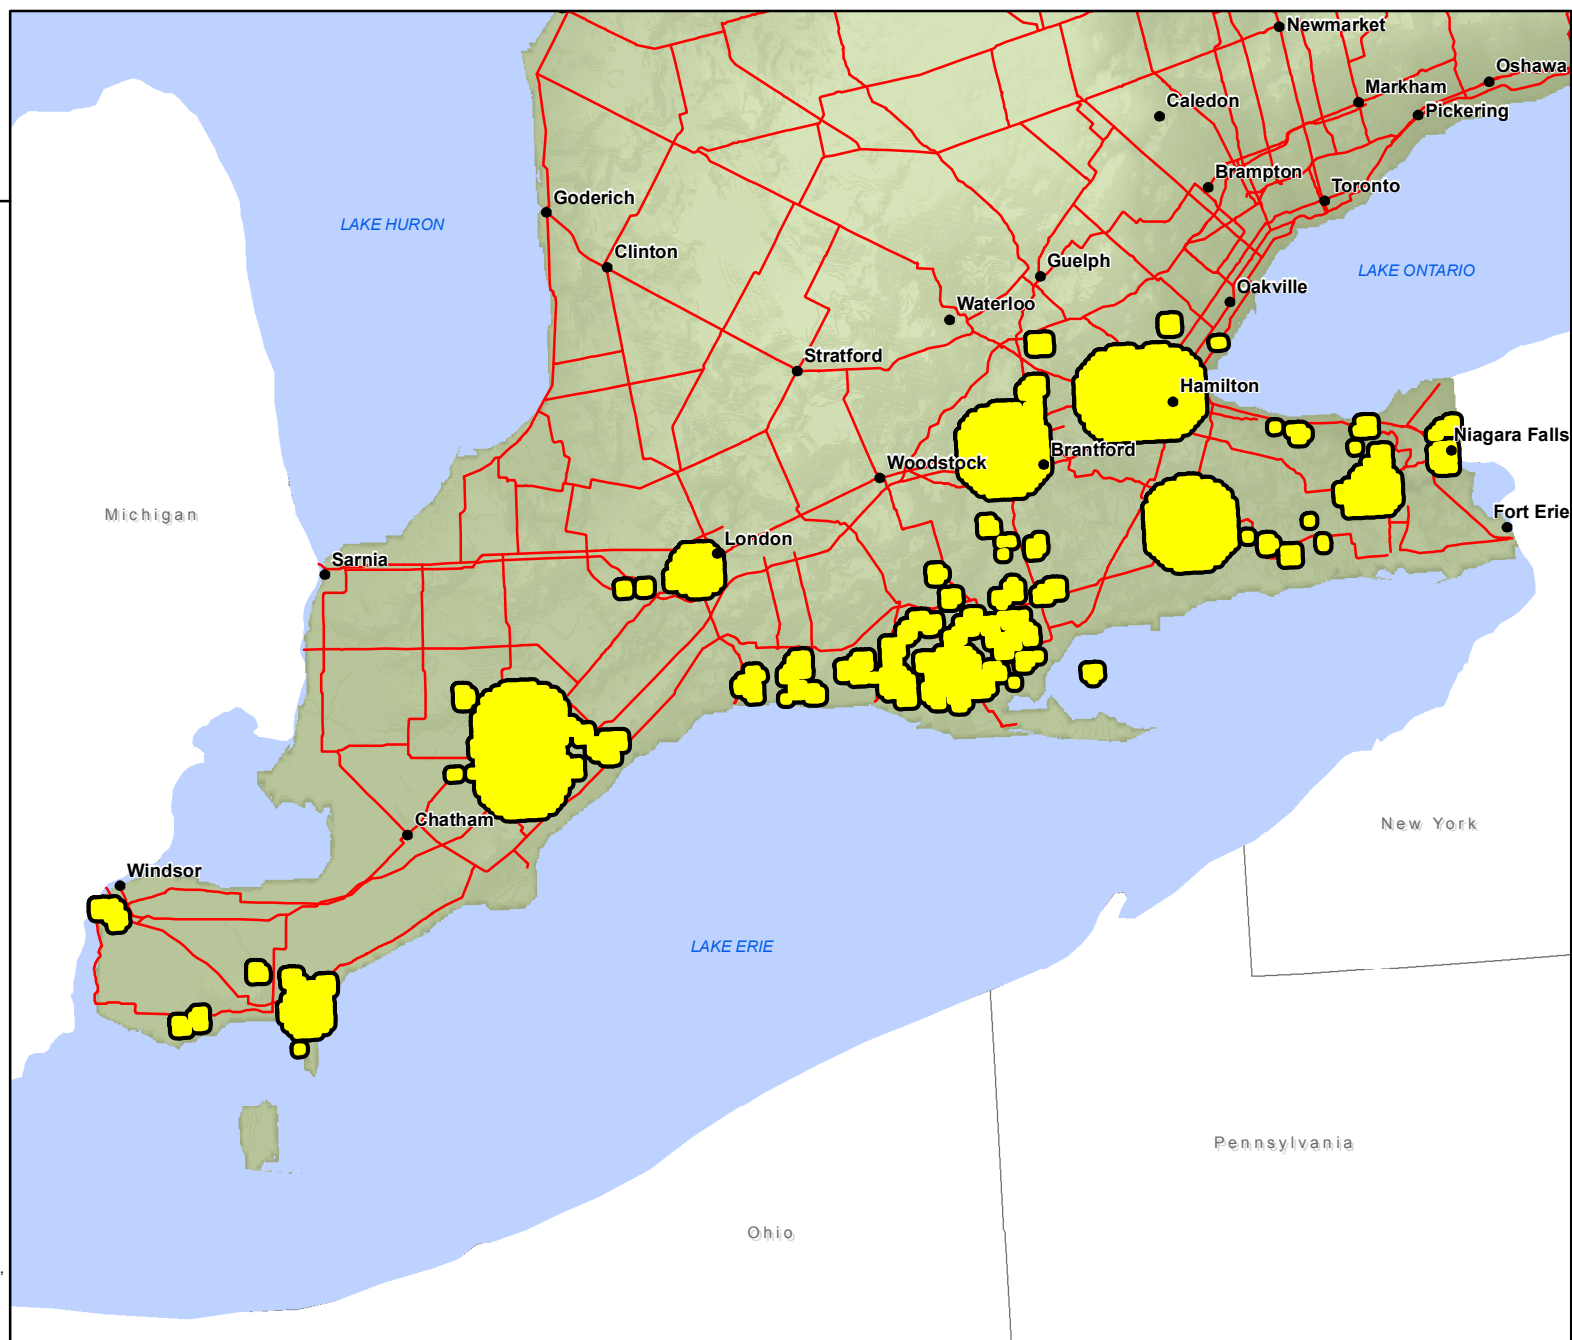 Newmarket
Oshawa
Markham
Caledon
Pickering
Brampton
Toronto
Goderich
LAKE HURON
Clinton
Guelph
LAKE ONTARIO
Oakville
Waterloo
Stratford
Hamilton
Niagara Falls
Brantford
Woodstock
Michigan
Fort Erie
London
Sarnia
Chatham
New York
Windsor
LAKE ERIE
Pennsylvania
Ohio
,